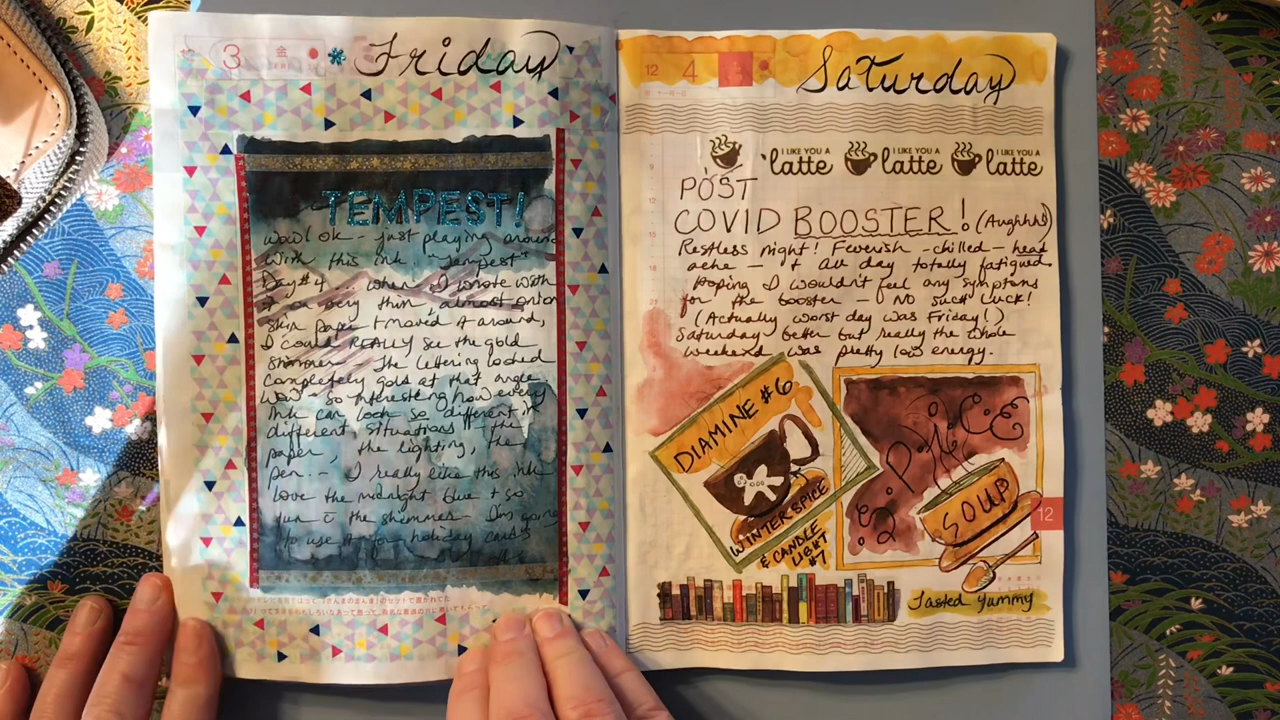 3 金 Friday
TEMPEST!
Wow! Ok - just playing around
with this ink. "Tempest"
Day #4 ... when I wrote with
it on very thin almost onion
skin paper & moved it around,
I could REALLY see the gold
shimmer. The lettering looked
completely gold at that angle.
Wow - so interesting how every
ink can look so different in
different situations - the
paper, the lighting, the
pen. - I really like this ink
love the midnight blue + so
fun the shimmer - I'm going
to use it for holiday cards
12 4 Saturday
I LIKE YOU A latte I LIKE YOU A latte I LIKE YOU A latte
POST
COVID BOOSTER! (Aughhh!)
Restless night! Feverish - chilled - head
ache - + all day totally fatigued.
Hoping I wouldn't feel any symptoms
for the booster - NO such Luck!
(Actually worst day was Friday!)
Saturday better but really the whole
weekend was pretty low energy.
DIAMINE #6
WINTER SPICE
& CANDLE
LIGHT
#7
SPICE
SOUP
12
Tasted Yummy